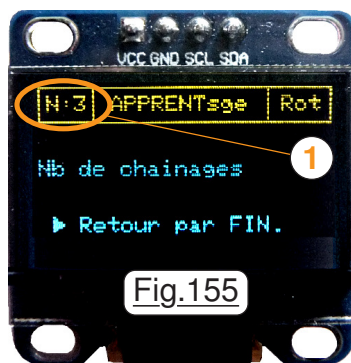 VCC GND SCL SDA
N:3 APPRENTsge Rot
1
Nb de chainages
► Retour par FIN.
Fig.155